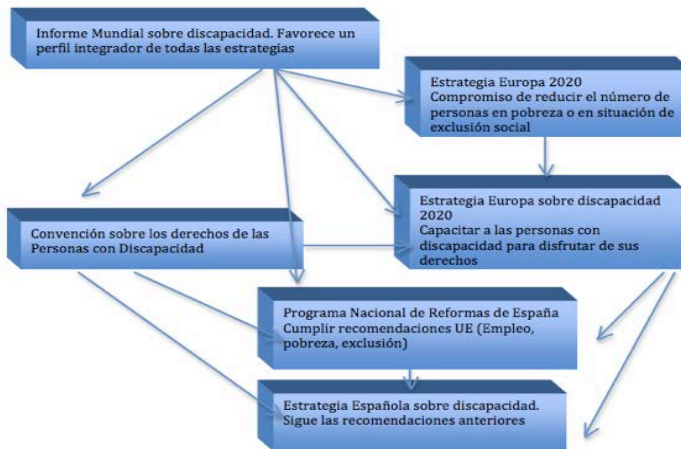 Informe Mundial sobre discapacidad. Favorece un
perfil integrador de todas las estrategias
Estrategia Europa 2020
Compromiso de reducir el número de
personas en pobreza o en situación de
exclusión social
Estrategia Europa sobre discapacidad
2020
Capacitar a las personas con
discapacidad para disfrutar de sus
derechos
Convención sobre los derechos de las
Personas con Discapacidad
Programa Nacional de Reformas de España
Cumplir recomendaciones UE (Empleo,
pobreza, exclusión)
Estrategia Española sobre discapacidad.
Sigue las recomendaciones anteriores